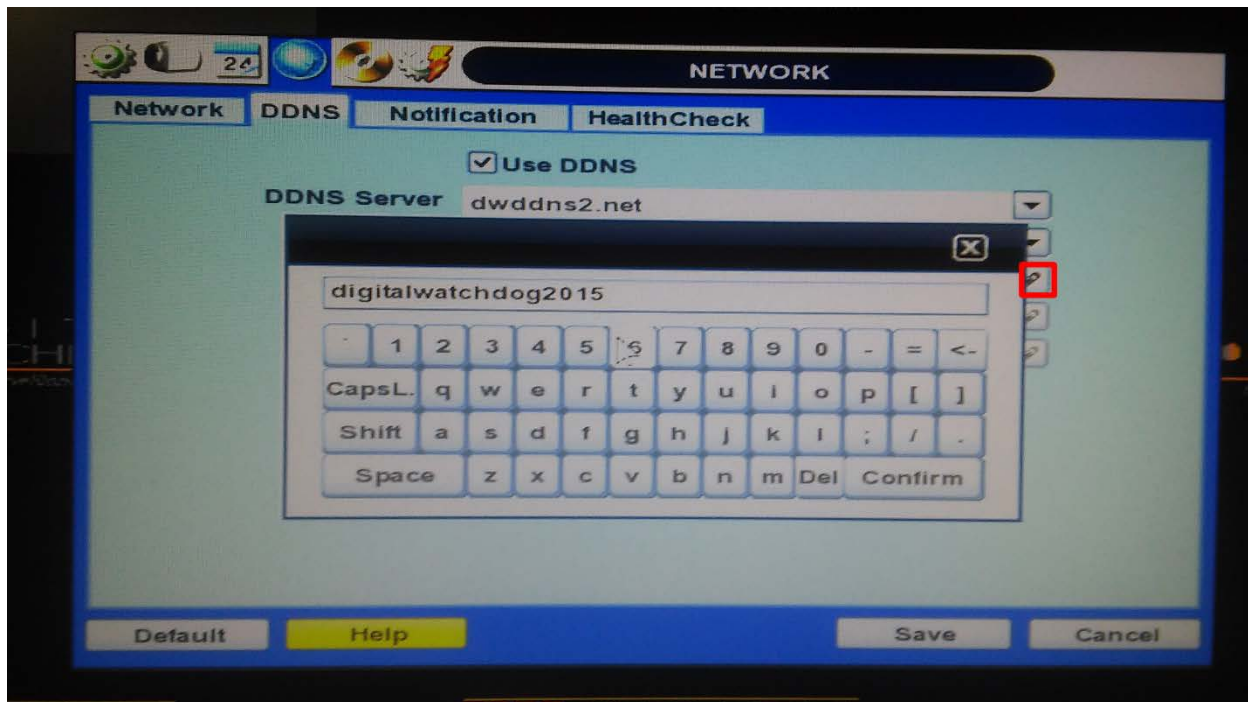 24
NETWORK
Network DDNS Notification HealthCheck
Use DDNS
DDNS Server dwddns2.net
digitalwatchdog2015
` 1 2 3 4 5 6 7 8 9 0 - = <-
CapsL. q w e r t y u i o p [ ]
Shift a s d f g h j k l ; / .
Space z x c v b n m Del Confirm
Default Help Save Cancel